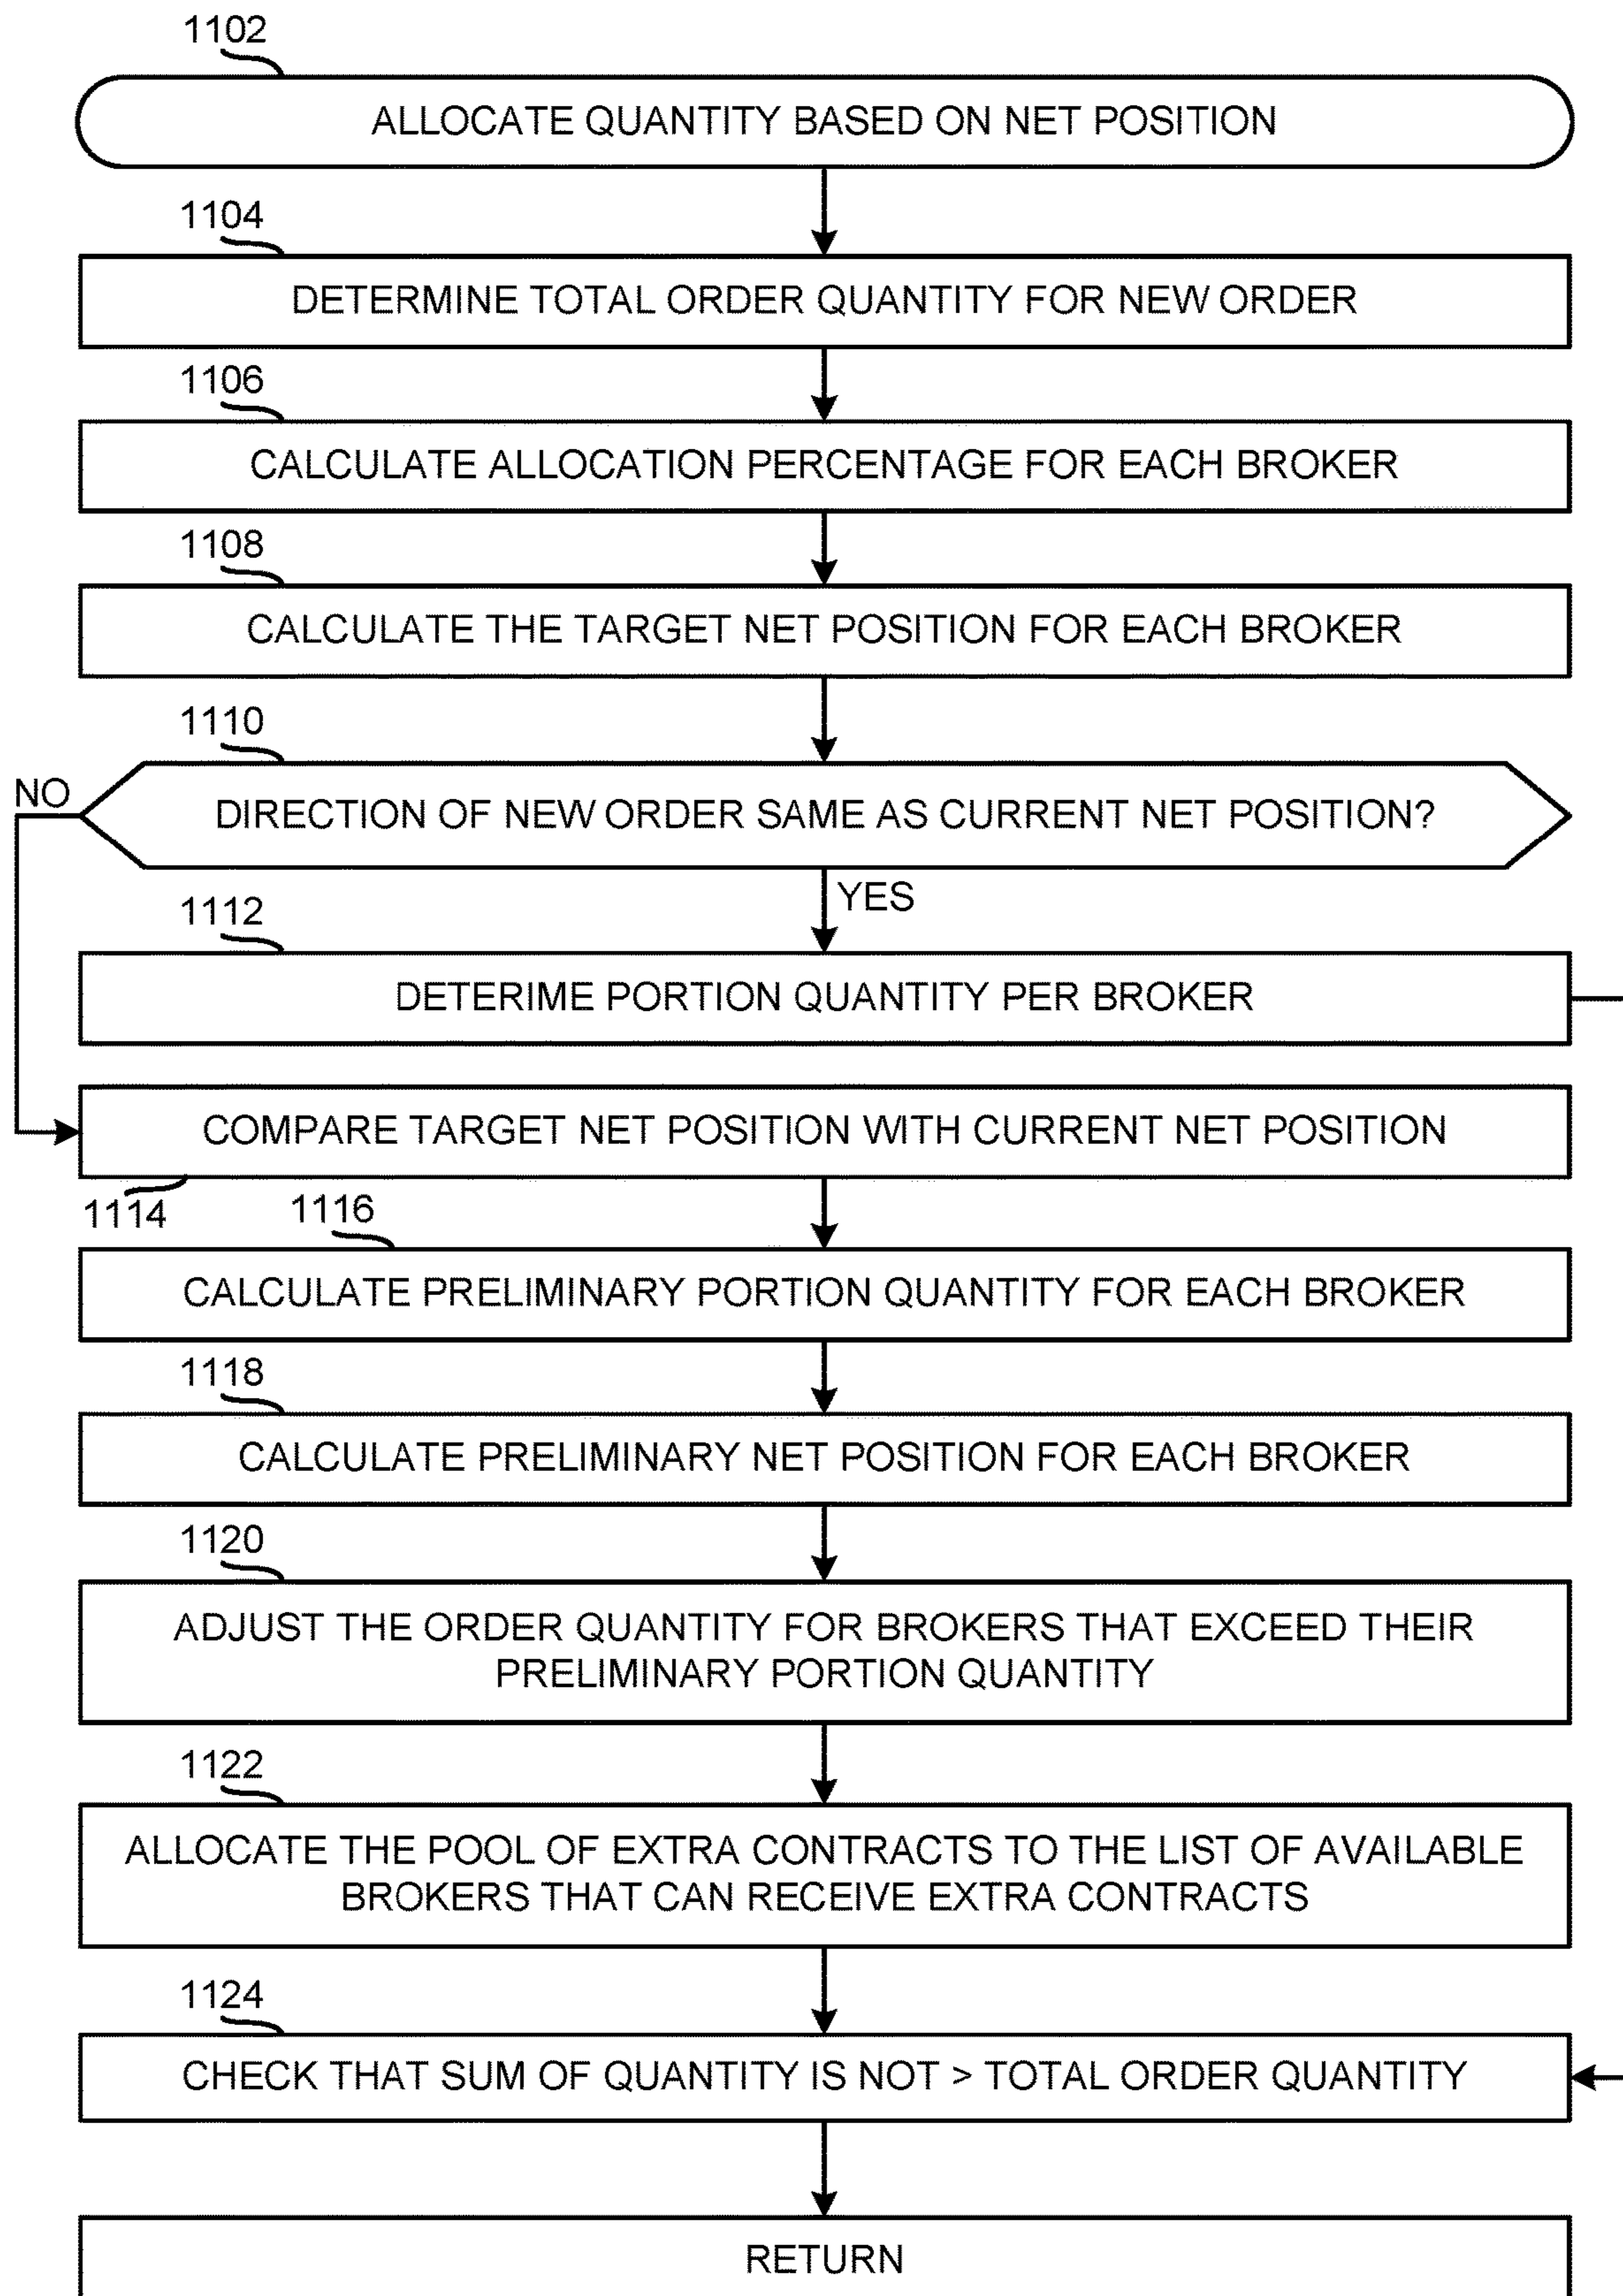 1102
ALLOCATE QUANTITY BASED ON NET POSITION
1104
DETERMINE TOTAL ORDER QUANTITY FOR NEW ORDER
1106
CALCULATE ALLOCATION PERCENTAGE FOR EACH BROKER
1108
CALCULATE THE TARGET NET POSITION FOR EACH BROKER
1110
NO
DIRECTION OF NEW ORDER SAME AS CURRENT NET POSITION?
YES
1112
DETERIME PORTION QUANTITY PER BROKER
COMPARE TARGET NET POSITION WITH CURRENT NET POSITION
1114
1116
CALCULATE PRELIMINARY PORTION QUANTITY FOR EACH BROKER
1118
CALCULATE PRELIMINARY NET POSITION FOR EACH BROKER
1120
ADJUST THE ORDER QUANTITY FOR BROKERS THAT EXCEED THEIR
PRELIMINARY PORTION QUANTITY
1122
ALLOCATE THE POOL OF EXTRA CONTRACTS TO THE LIST OF AVAILABLE
BROKERS THAT CAN RECEIVE EXTRA CONTRACTS
1124
CHECK THAT SUM OF QUANTITY IS NOT > TOTAL ORDER QUANTITY
RETURN